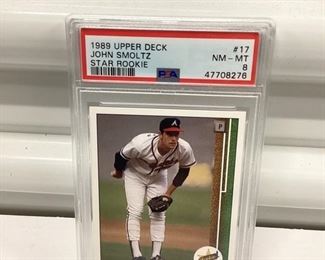 1989 UPPER DECK #17
JOHN SMOLTZ NM - MT
STAR ROOKIE PSA 8
47708276
P